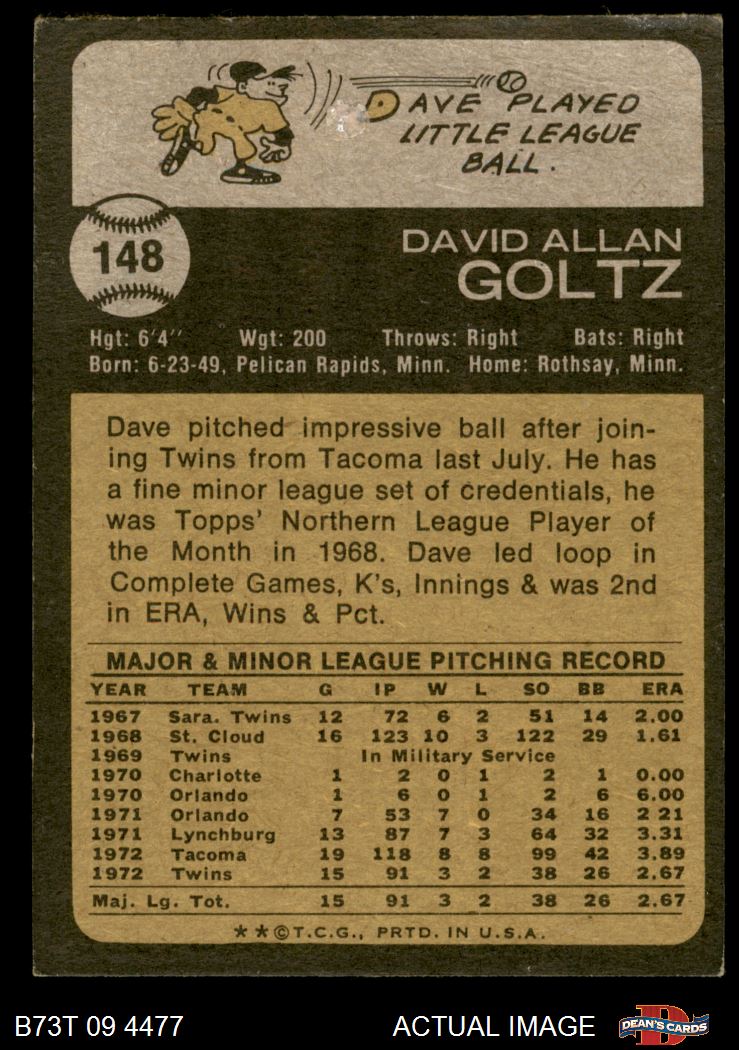 DAVE PLAYED
LITTLE LEAGUE
BALL.
148
DAVID ALLAN
GOLTZ
Hgt: 6'4" Wgt: 200 Throws: Right Bats: Right
Born: 6-23-49, Pelican Rapids, Minn. Home: Rothsay, Minn.
Dave pitched impressive ball after join-
ing Twins from Tacoma last July. He has
a fine minor league set of credentials, he
was Topps' Northern League Player of
the Month in 1968. Dave led loop in
Complete Games, K's, Innings & was 2nd
in ERA, Wins & Pct.
MAJOR & MINOR LEAGUE PITCHING RECORD
YEAR TEAM G IP W L SO BB ERA
1967 Sara. Twins 12 72 6 2 51 14 2.00
1968 St. Cloud 16 123 10 3 122 29 1.61
1969 Twins In Military Service
1970 Charlotte 1 2 0 1 2 1 0.00
1970 Orlando 1 6 0 1 2 6 6.00
1971 Orlando 7 53 7 0 34 16 2 21
1971 Lynchburg 13 87 7 3 64 32 3.31
1972 Tacoma 19 118 8 8 99 42 3.89
1972 Twins 15 91 3 2 38 26 2.67
Maj. Lg. Tot. 15 91 3 2 38 26 2.67
**©T.C.G., PRTD. IN U.S.A.
B73T 09 4477 ACTUAL IMAGE
D
DEAN'S CARDS